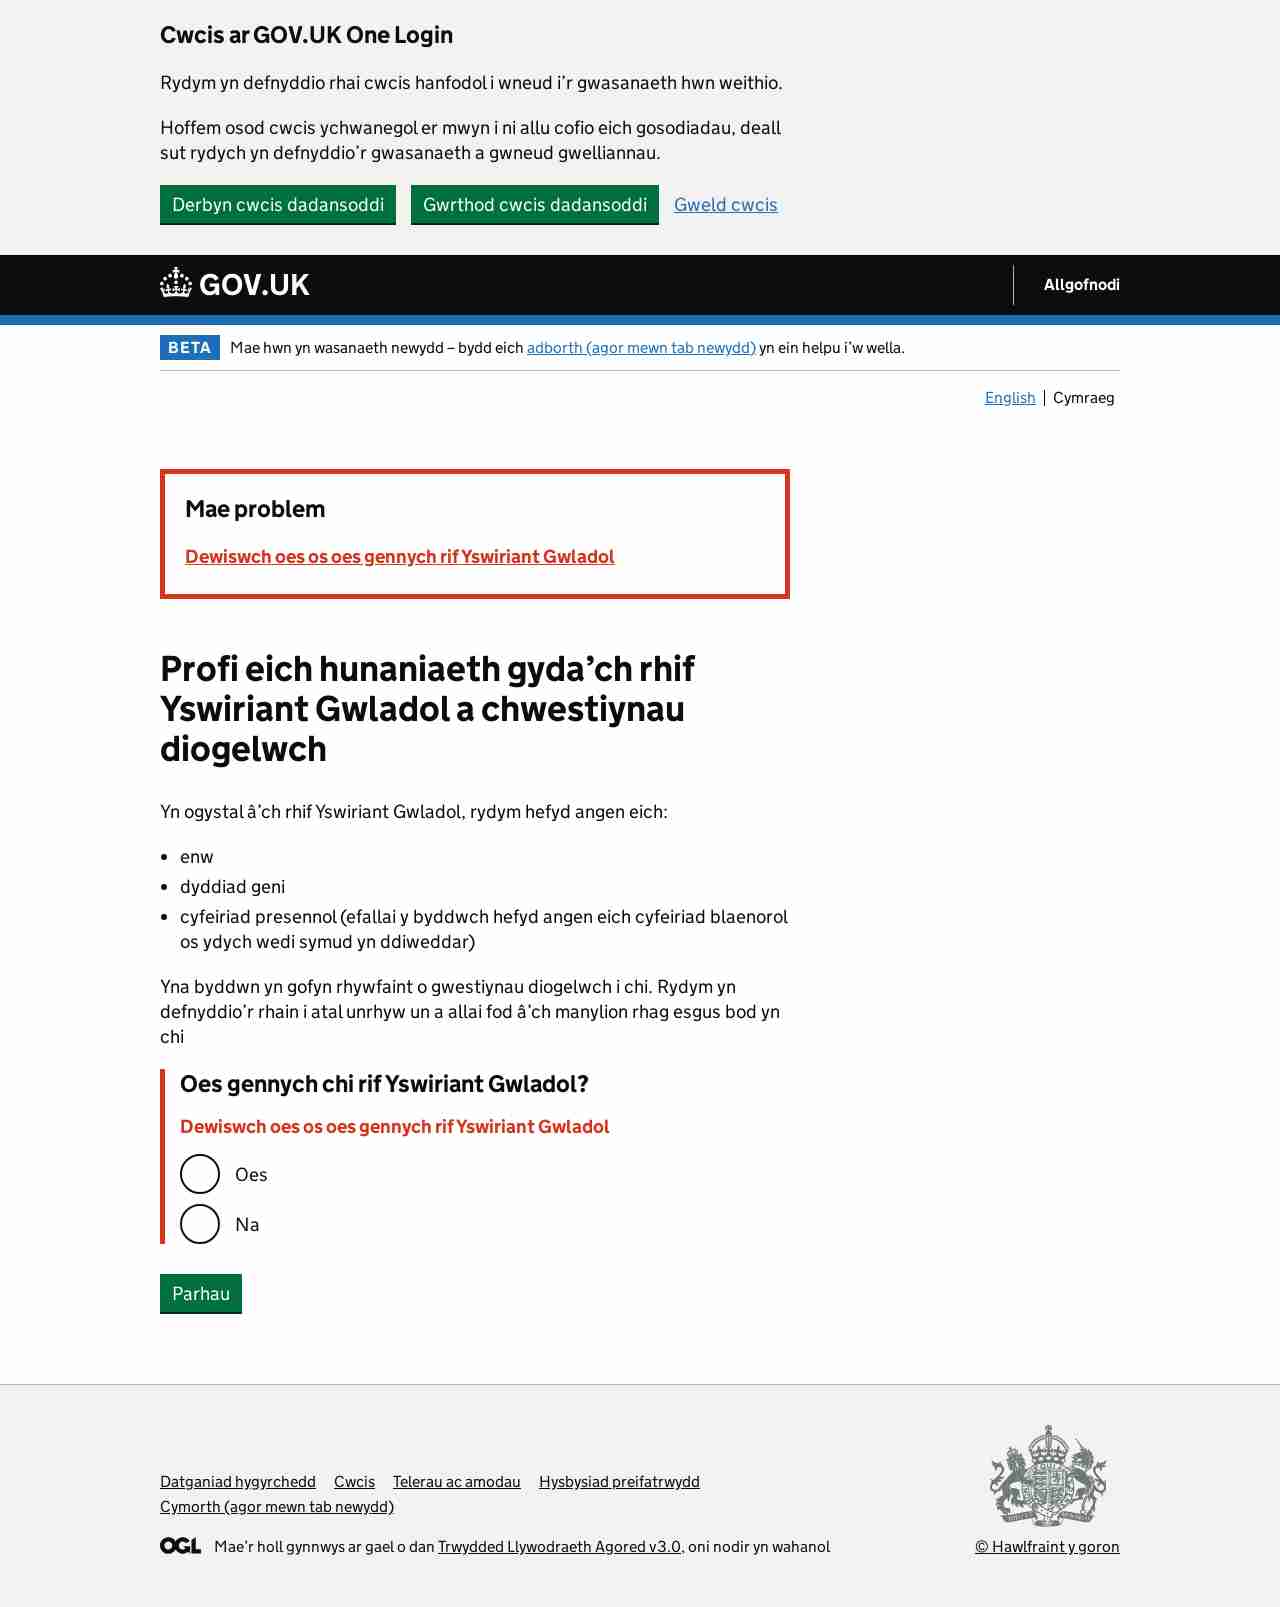 Cwcis ar GOV.UK One Login
Rydym yn defnyddio rhai cwcis hanfodol i wneud i’r gwasanaeth hwn weithio.
Hoffem osod cwcis ychwanegol er mwyn i ni allu cofio eich gosodiadau, deall
sut rydych yn defnyddio’r gwasanaeth a gwneud gwelliannau.
Derbyn cwcis dadansoddi Gwrthod cwcis dadansoddi Gweld cwcis
GOV.UK Allgofnodi
BETA Mae hwn yn wasanaeth newydd – bydd eich adborth (agor mewn tab newydd) yn ein helpu i’w wella.
English Cymraeg
Mae problem
Dewiswch oes os oes gennych rif Yswiriant Gwladol
Profi eich hunaniaeth gyda’ch rhif
Yswiriant Gwladol a chwestiynau
diogelwch
Yn ogystal â’ch rhif Yswiriant Gwladol, rydym hefyd angen eich:
• enw
• dyddiad geni
• cyfeiriad presennol (efallai y byddwch hefyd angen eich cyfeiriad blaenorol
os ydych wedi symud yn ddiweddar)
Yna byddwn yn gofyn rhywfaint o gwestiynau diogelwch i chi. Rydym yn
defnyddio’r rhain i atal unrhyw un a allai fod â’ch manylion rhag esgus bod yn
chi
Oes gennych chi rif Yswiriant Gwladol?
Dewiswch oes os oes gennych rif Yswiriant Gwladol
Oes
Na
Parhau
Datganiad hygyrchedd Cwcis Telerau ac amodau Hysbysiad preifatrwydd
Cymorth (agor mewn tab newydd)
OGL Mae’r holl gynnwys ar gael o dan Trwydded Llywodraeth Agored v3.0, oni nodir yn wahanol
© Hawlfraint y goron